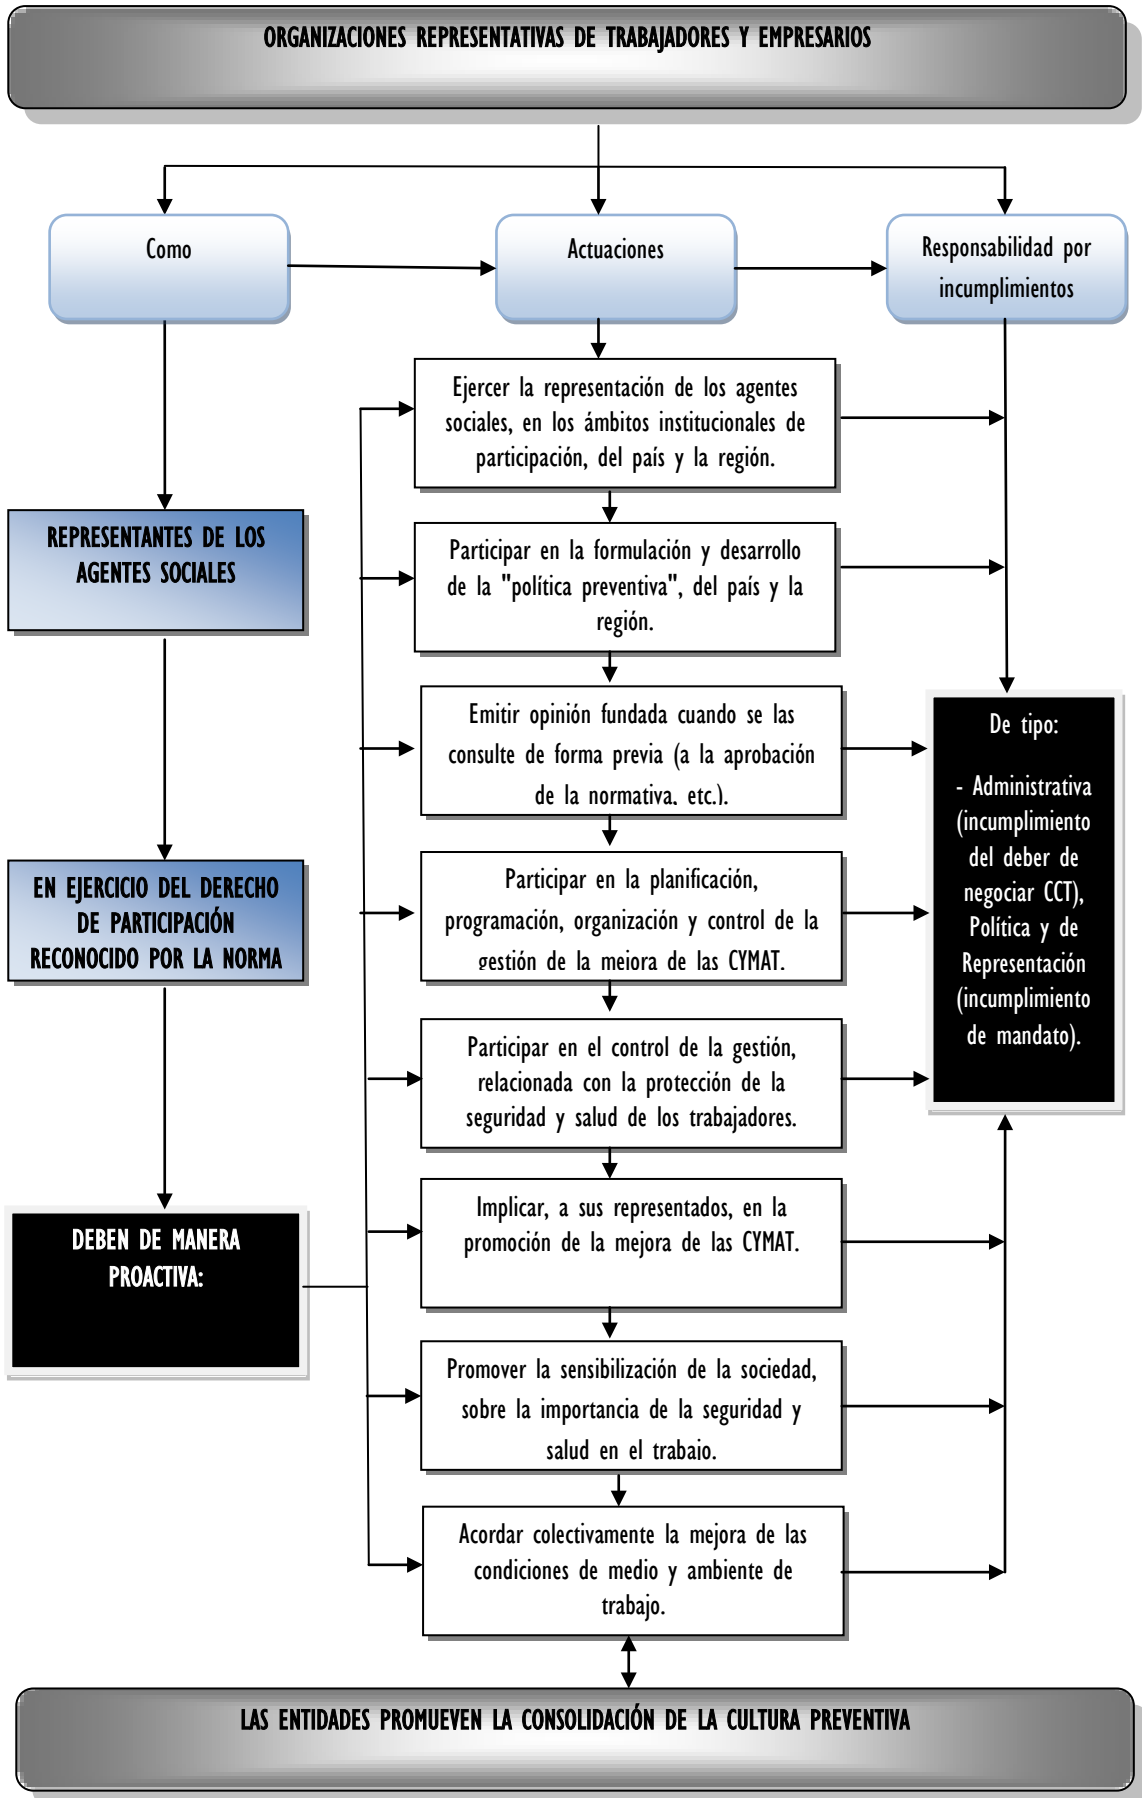 ORGANIZACIONES REPRESENTATIVAS DE TRABAJADORES Y EMPRESARIOS
Como
Actuaciones
Responsabilidad por
incumplimientos
Ejercer la representación de los agentes
sociales, en los ámbitos institucionales de
participación, del país y la región.
REPRESENTANTES DE LOS
AGENTES SOCIALES
Participar en la formulación y desarrollo
de la "política preventiva", del país y la
región.
Emitir opinión fundada cuando se las
consulte de forma previa (a la aprobación
de la normativa, etc.).
De tipo:
- Administrativa
(incumplimiento
del deber de
negociar CCT),
Política y de
Representación
(incumplimiento
de mandato).
EN EJERCICIO DEL DERECHO
DE PARTICIPACIÓN
RECONOCIDO POR LA NORMA
Participar en la planificación,
programación, organización y control de la
gestión de la mejora de las CYMAT.
Participar en el control de la gestión,
relacionada con la protección de la
seguridad y salud de los trabajadores.
DEBEN DE MANERA
PROACTIVA:
Implicar, a sus representados, en la
promoción de la mejora de las CYMAT.
Promover la sensibilización de la sociedad,
sobre la importancia de la seguridad y
salud en el trabajo.
Acordar colectivamente la mejora de las
condiciones de medio y ambiente de
trabajo.
LAS ENTIDADES PROMUEVEN LA CONSOLIDACIÓN DE LA CULTURA PREVENTIVA